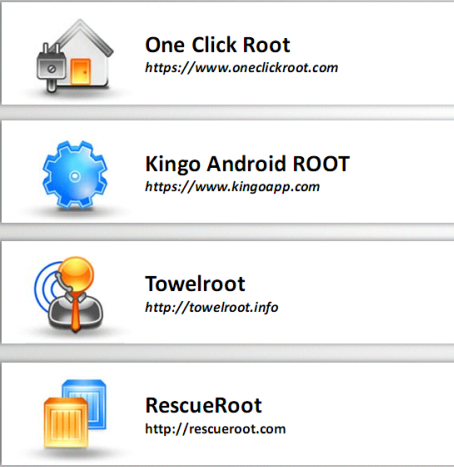 One Click Root
https://www.oneclickroot.com
Kingo Android ROOT
https://www.kingoapp.com
Towelroot
http://towelroot.info
RescueRoot
http://rescueroot.com